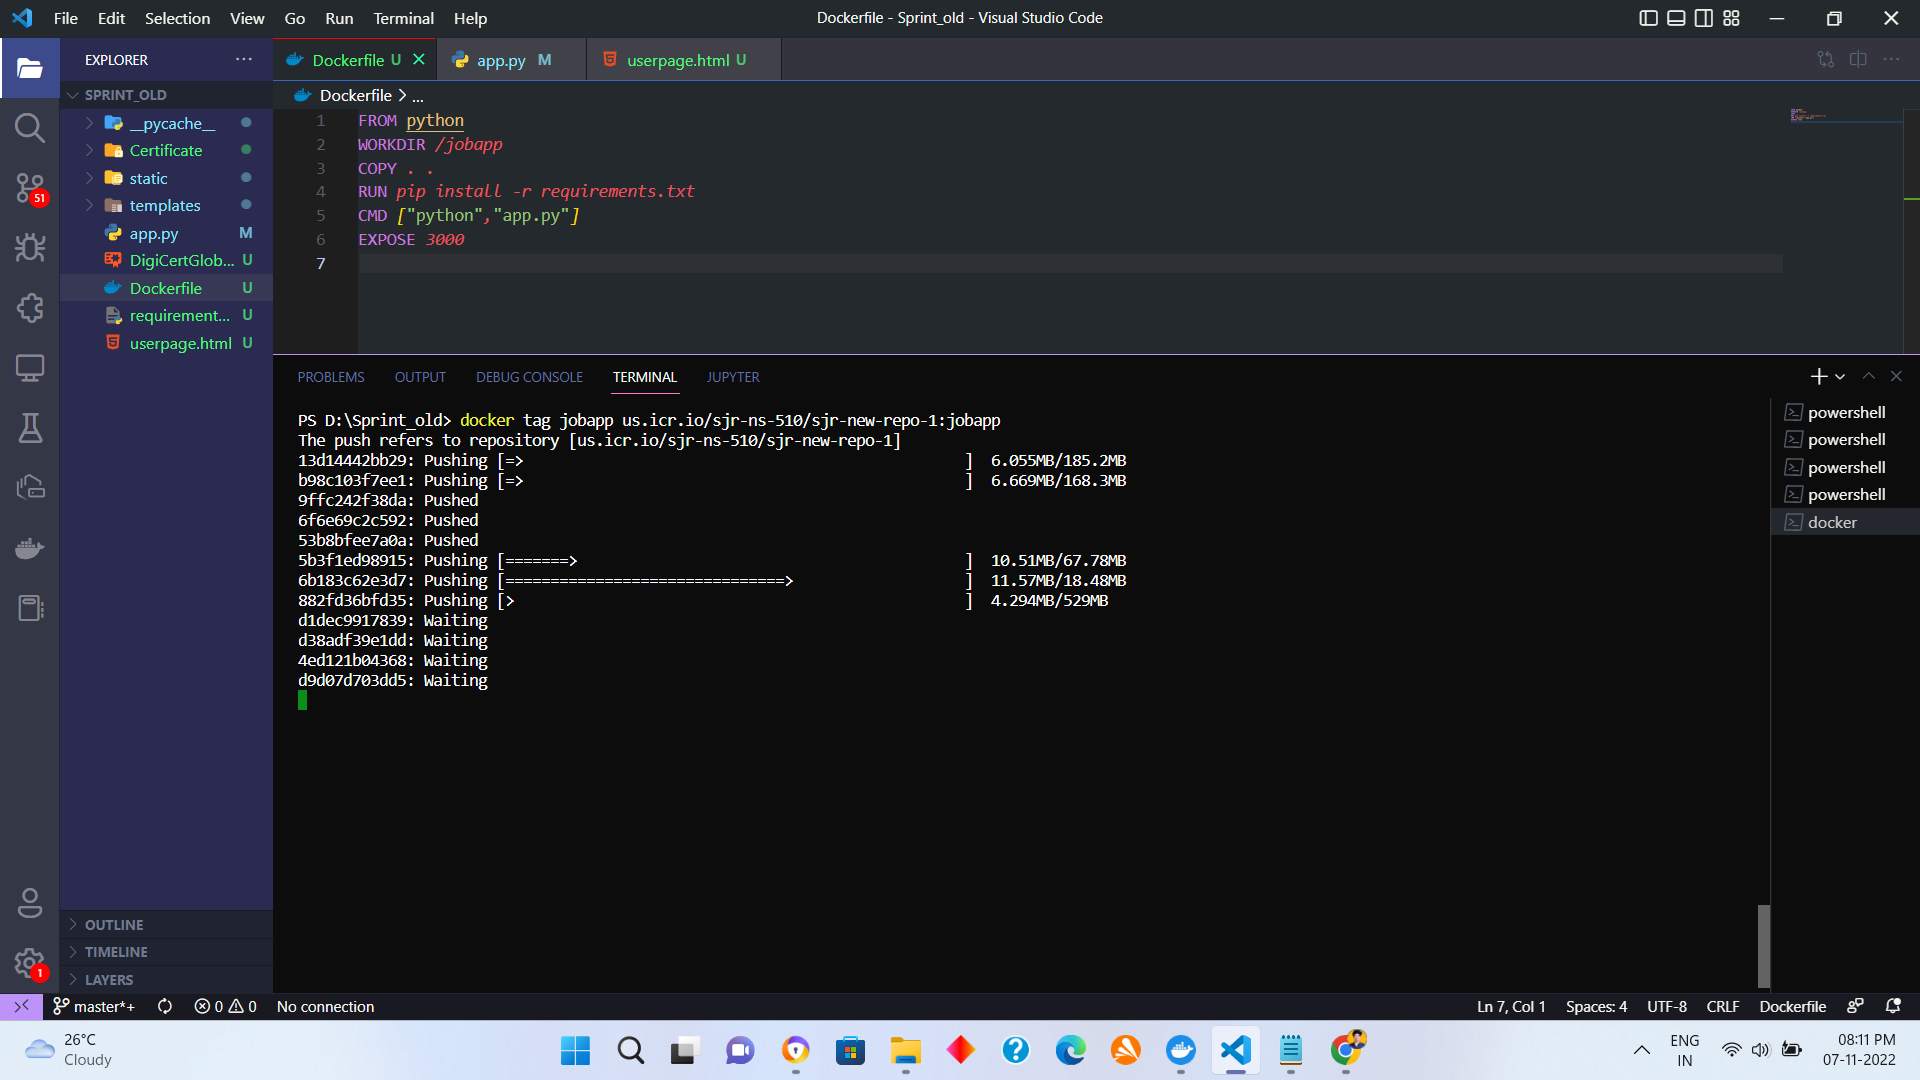 File Edit Selection View Go Run Terminal Help
Dockerfile - Sprint_old - Visual Studio Code
EXPLORER
Dockerfile U
app.py M
userpage.html U
SPRINT_OLD
Dockerfile > ...
__pycache__
Certificate
static
templates
app.py M
DigiCertGlob... U
Dockerfile U
requirement... U
userpage.html U
1 FROM python
2 WORKDIR /jobapp
3 COPY . .
4 RUN pip install -r requirements.txt
5 CMD ["python","app.py"]
6 EXPOSE 3000
7
51
PROBLEMS OUTPUT DEBUG CONSOLE TERMINAL JUPYTER
PS D:\Sprint_old> docker tag jobapp us.icr.io/sjr-ns-510/sjr-new-repo-1:jobapp
The push refers to repository [us.icr.io/sjr-ns-510/sjr-new-repo-1]
13d14442bb29: Pushing [=> ] 6.055MB/185.2MB
b98c103f7ee1: Pushing [=> ] 6.669MB/168.3MB
9ffc242f38da: Pushed
6f6e69c2c592: Pushed
53b8bfee7a0a: Pushed
5b3f1ed98915: Pushing [=======> ] 10.51MB/67.78MB
6b183c62e3d7: Pushing [===============================> ] 11.57MB/18.48MB
882fd36bfd35: Pushing [> ] 4.294MB/529MB
d1dec9917839: Waiting
d38adf39e1dd: Waiting
4ed121b04368: Waiting
d9d07d703dd5: Waiting
powershell
powershell
powershell
powershell
docker
OUTLINE
TIMELINE
LAYERS
1
master*+
0 0
No connection
Ln 7, Col 1
Spaces: 4
UTF-8
CRLF
Dockerfile
26°C
Cloudy
ENG
IN
08:11 PM
07-11-2022